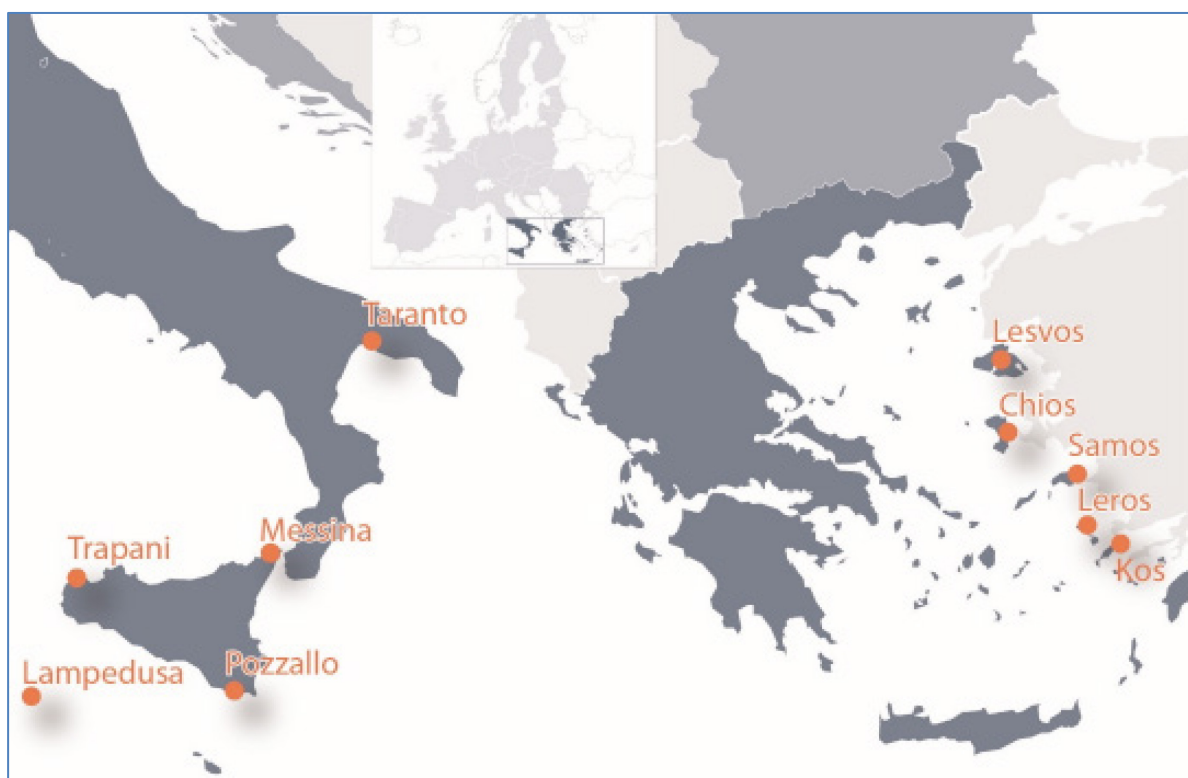 Taranto
Lesvos
Chios
Samos
Leros
Kos
Messina
Trapani
Pozzallo
Lampedusa